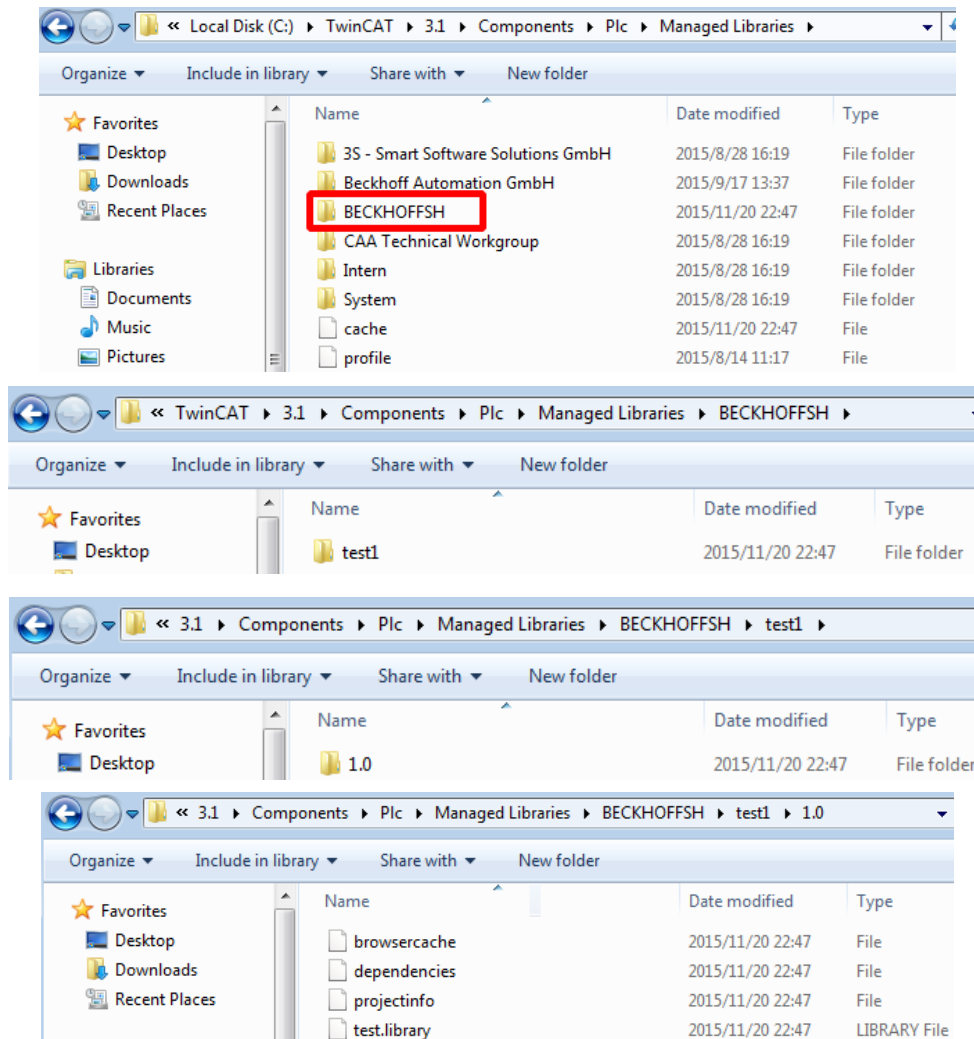 « Local Disk (C:) ▸ TwinCAT ▸ 3.1 ▸ Components ▸ Plc ▸ Managed Libraries ▸
Organize ▾ Include in library ▾ Share with ▾ New folder
Favorites
Desktop
Downloads
Recent Places
Libraries
Documents
Music
Pictures
Name Date modified Type
3S - Smart Software Solutions GmbH 2015/8/28 16:19 File folder
Beckhoff Automation GmbH 2015/9/17 13:37 File folder
BECKHOFFSH 2015/11/20 22:47 File folder
CAA Technical Workgroup 2015/8/28 16:19 File folder
Intern 2015/8/28 16:19 File folder
System 2015/8/28 16:19 File folder
cache 2015/11/20 22:47 File
profile 2015/8/14 11:17 File
« TwinCAT ▸ 3.1 ▸ Components ▸ Plc ▸ Managed Libraries ▸ BECKHOFFSH ▸
Organize ▾ Include in library ▾ Share with ▾ New folder
Favorites
Desktop
Name Date modified Type
test1 2015/11/20 22:47 File folder
« 3.1 ▸ Components ▸ Plc ▸ Managed Libraries ▸ BECKHOFFSH ▸ test1 ▸
Organize ▾ Include in library ▾ Share with ▾ New folder
Favorites
Desktop
Name Date modified Type
1.0 2015/11/20 22:47 File folder
« 3.1 ▸ Components ▸ Plc ▸ Managed Libraries ▸ BECKHOFFSH ▸ test1 ▸ 1.0
Organize ▾ Include in library ▾ Share with ▾ New folder
Favorites
Desktop
Downloads
Recent Places
Name Date modified Type
browsercache 2015/11/20 22:47 File
dependencies 2015/11/20 22:47 File
projectinfo 2015/11/20 22:47 File
test.library 2015/11/20 22:47 LIBRARY File